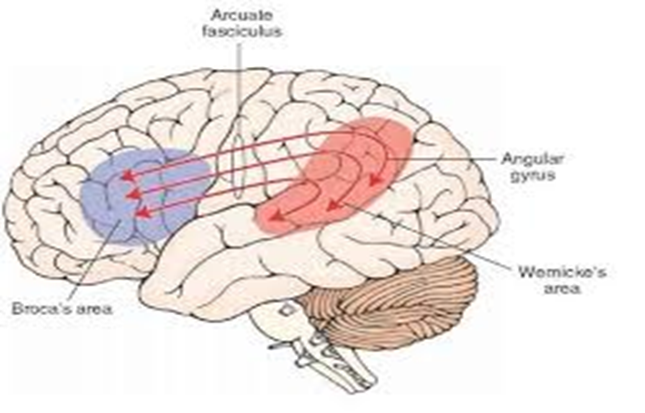 Arcuate
fasciculus
Angular
gyrus
Wernicke's
area
Broca's area